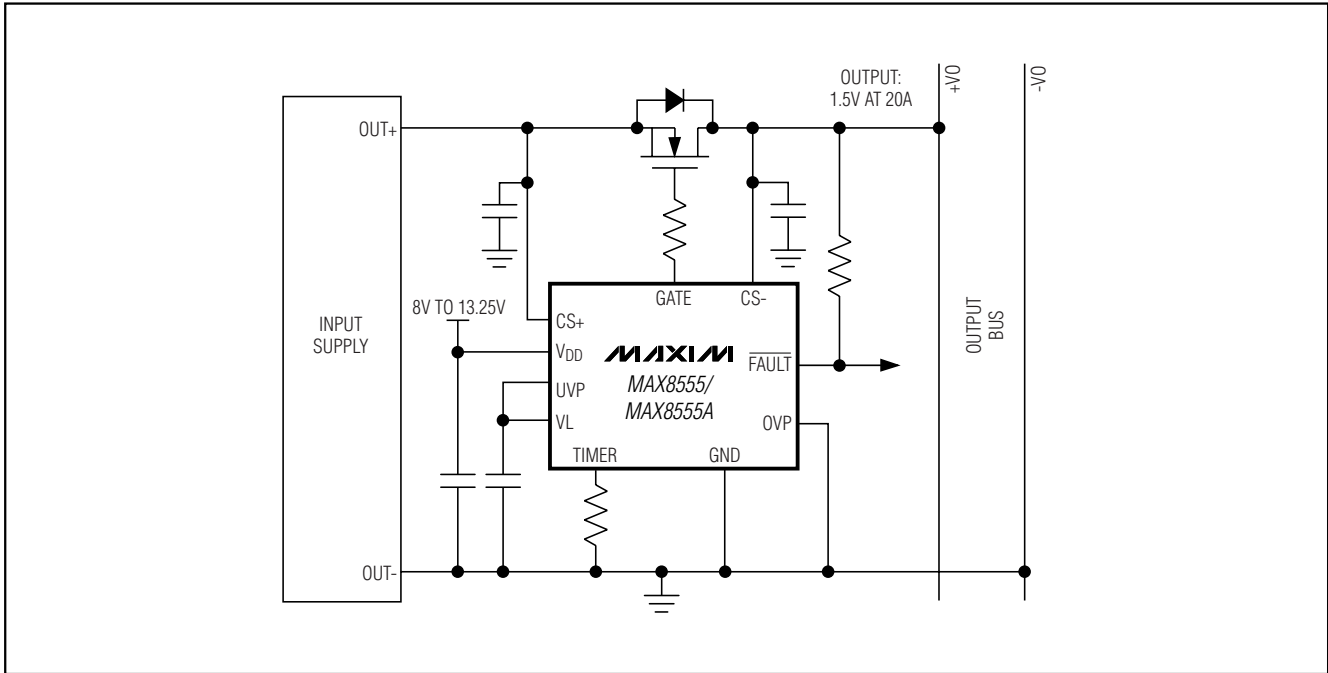 OUTPUT:
1.5V AT 20A
+VO
-VO
OUT+
GATE
CS-
8V TO 13.25V
CS+
VDD
UVP
VL
MAXIM
MAX8555/
MAX8555A
FAULT
OVP
TIMER
GND
INPUT
SUPPLY
OUTPUT
BUS
OUT-